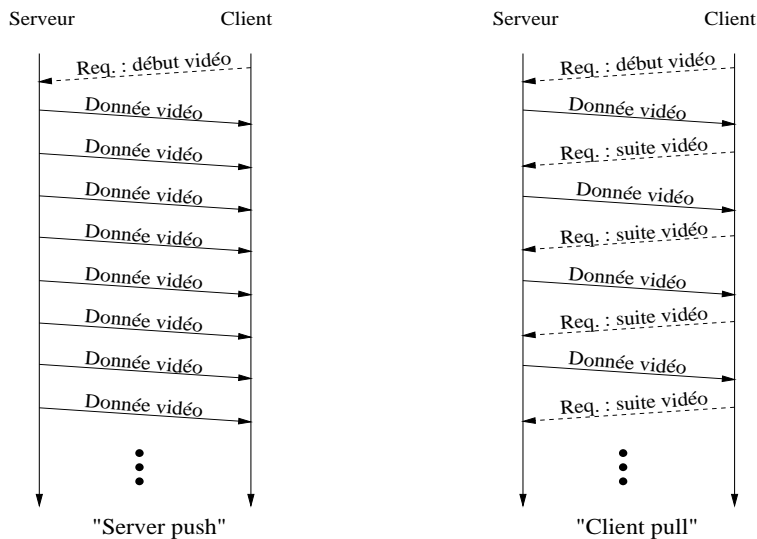 Serveur
Client
Req. : début vidéo
Donnée vidéo
Donnée vidéo
Donnée vidéo
Donnée vidéo
Donnée vidéo
Donnée vidéo
Donnée vidéo
Donnée vidéo
"Server push"
Serveur
Client
Req. : début vidéo
Donnée vidéo
Req. : suite vidéo
Donnée vidéo
Req. : suite vidéo
Donnée vidéo
Req. : suite vidéo
Donnée vidéo
Req. : suite vidéo
"Client pull"